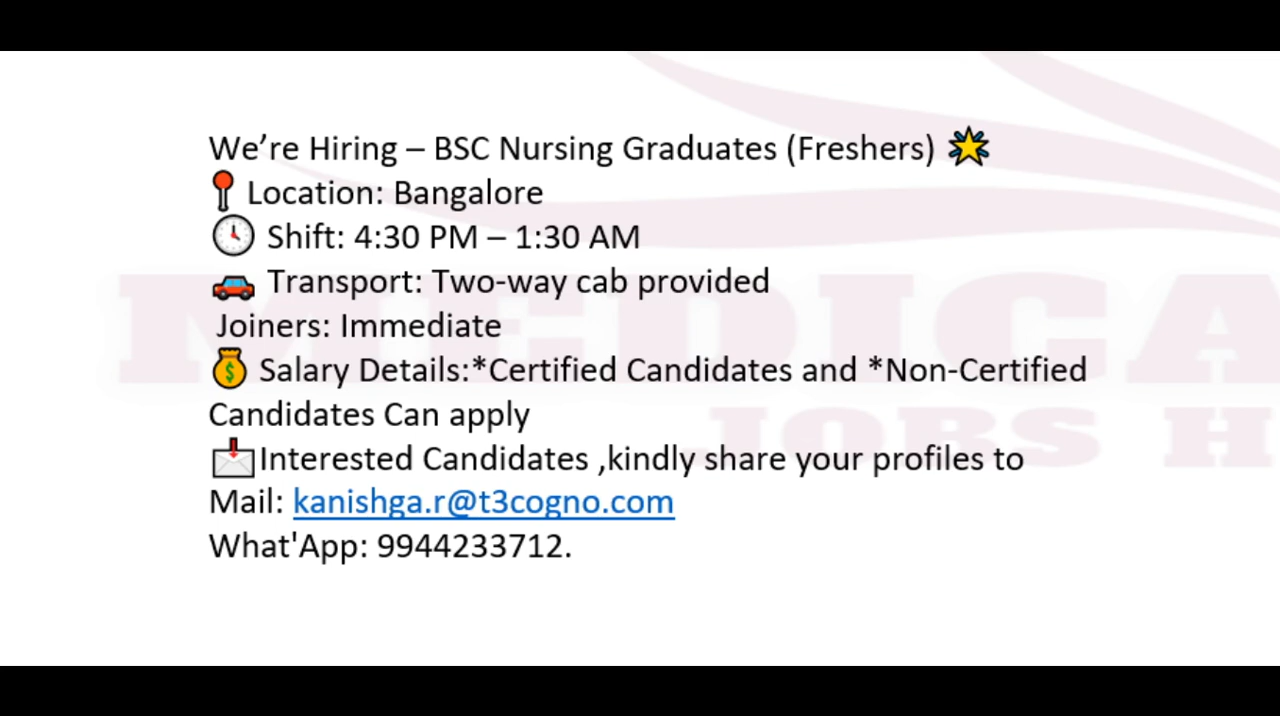 We’re Hiring – BSC Nursing Graduates (Freshers) 🌟
📍 Location: Bangalore
🕓 Shift: 4:30 PM – 1:30 AM
🚗 Transport: Two-way cab provided
Joiners: Immediate
💰 Salary Details:*Certified Candidates and *Non-Certified
Candidates Can apply
📩Interested Candidates ,kindly share your profiles to
Mail: kanishga.r@t3cogno.com
What'App: 9944233712.
MEDICA
JOBS H